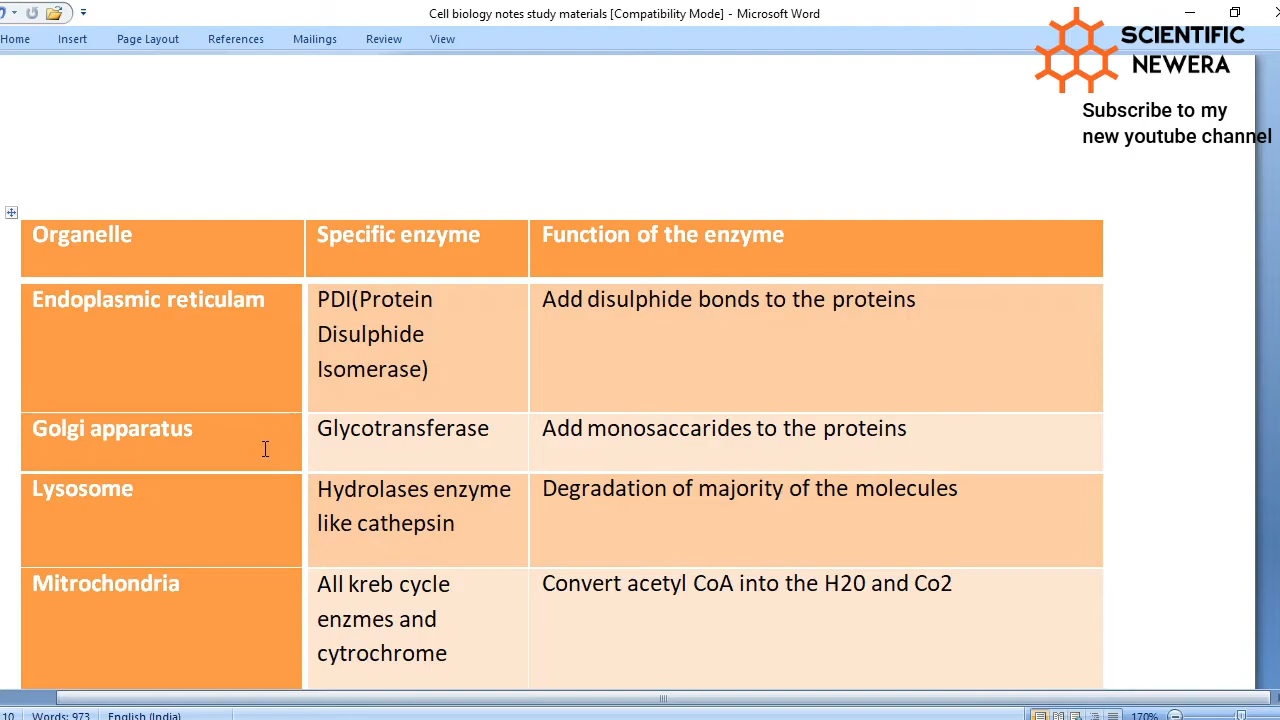 Cell biology notes study materials [Compatibility Mode] - Microsoft Word
Home Insert Page Layout References Mailings Review View
SCIENTIFIC
NEWERA
Subscribe to my
new youtube channel
Organelle Specific enzyme Function of the enzyme
Endoplasmic reticulam PDI(Protein Add disulphide bonds to the proteins
Disulphide
Isomerase)
Golgi apparatus Glycotransferase Add monosaccarides to the proteins
Lysosome Hydrolases enzyme Degradation of majority of the molecules
like cathepsin
Mitrochondria All kreb cycle Convert acetyl CoA into the H20 and Co2
enzmes and
cytrochrome
10 Words: 973 English (India) 170%